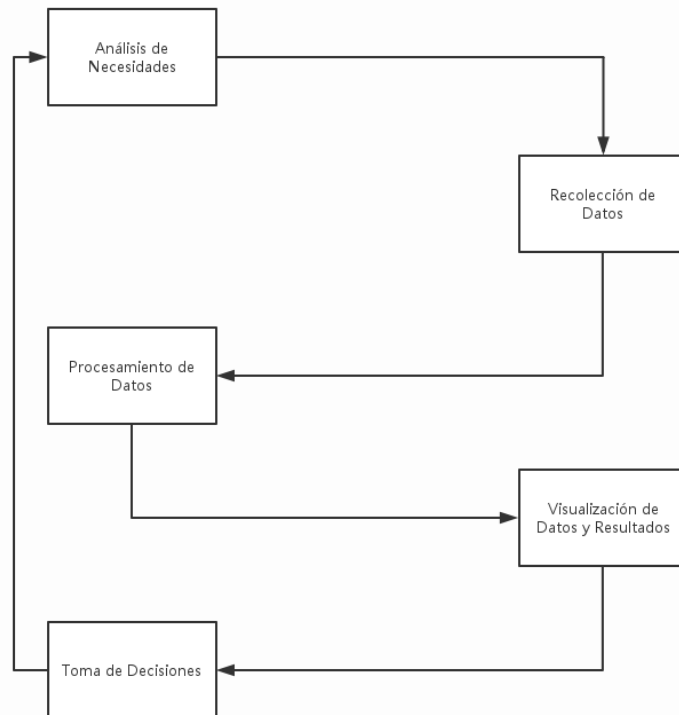 Análisis de
Necesidades
Recolección de
Datos
Procesamiento de
Datos
Visualización de
Datos y Resultados
Toma de Decisiones